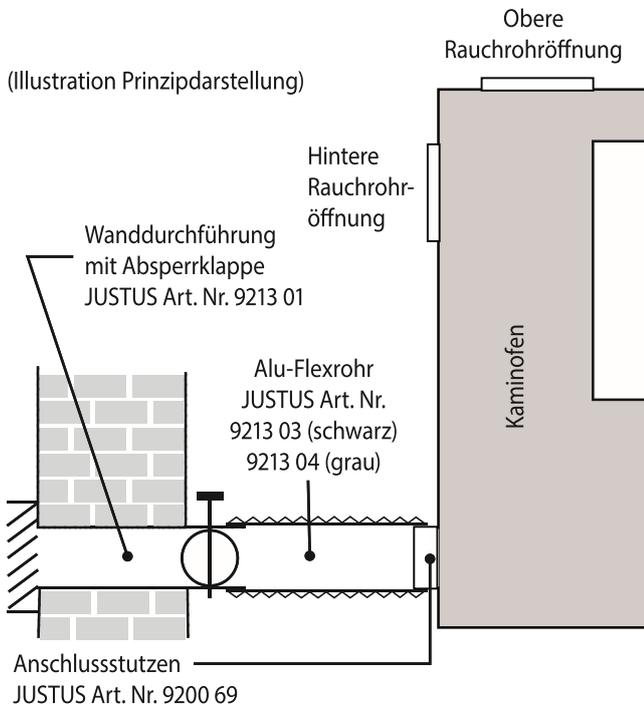 Obere
Rauchrohröffnung
(Illustration Prinzipdarstellung)
Hintere
Rauchrohr-
öffnung
Wanddurchführung
mit Absperrklappe
JUSTUS Art. Nr. 9213 01
Kaminofen
Alu-Flexrohr
JUSTUS Art. Nr.
9213 03 (schwarz)
9213 04 (grau)
Anschlussstutzen
JUSTUS Art. Nr. 9200 69